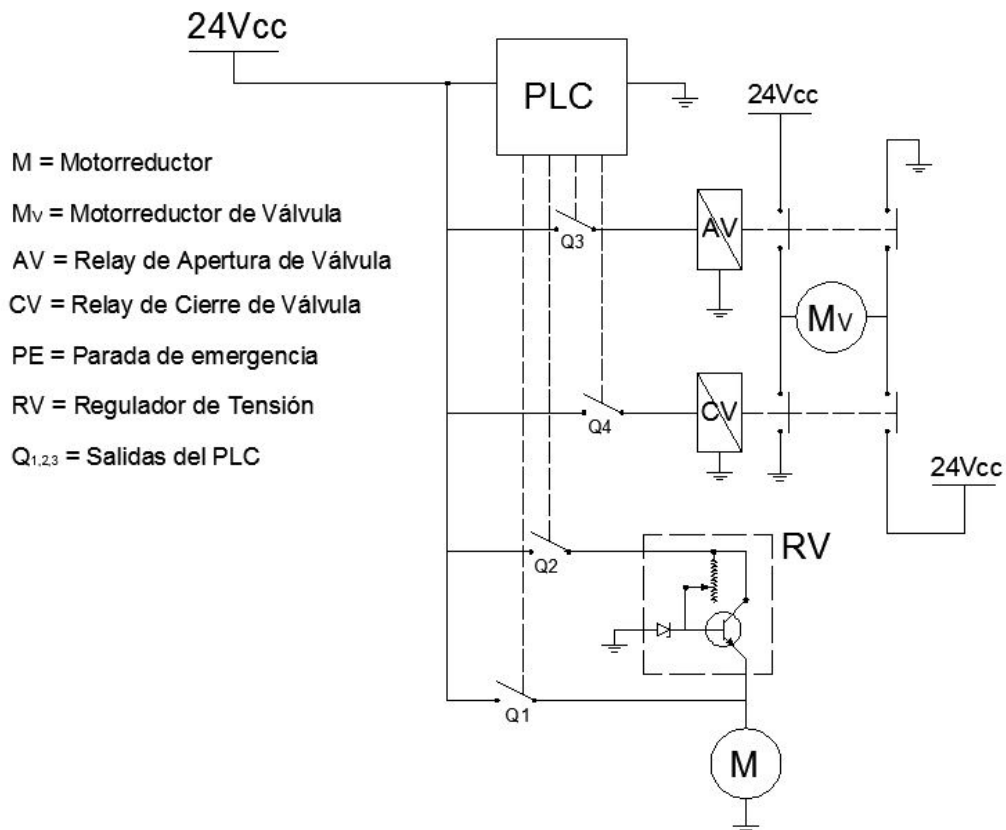 24Vcc
PLC
24Vcc
M = Motorreductor
Mv = Motorreductor de Válvula
AV = Relay de Apertura de Válvula
CV = Relay de Cierre de Válvula
PE = Parada de emergencia
RV = Regulador de Tensión
Q1,2,3 = Salidas del PLC
Q3
AV
Mv
Q4
CV
24Vcc
Q2
RV
Q1
M